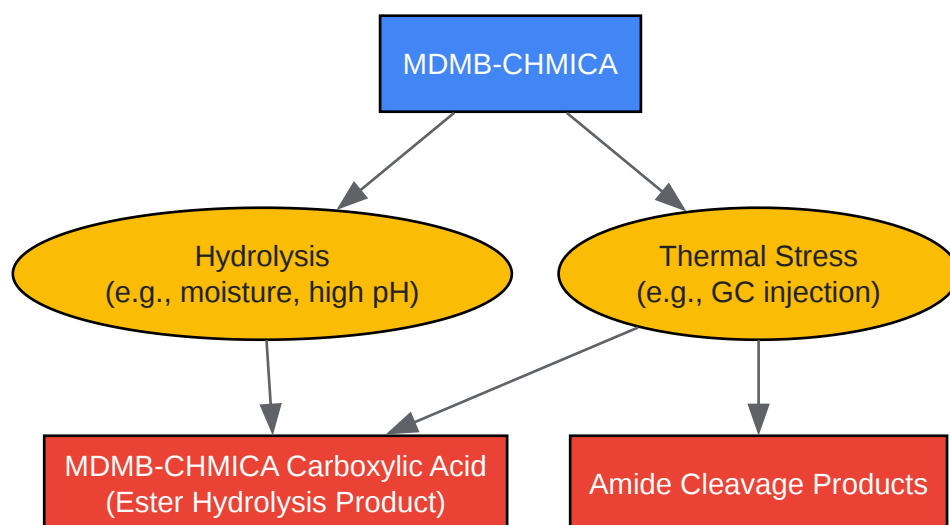 MDMB-CHMICA
Hydrolysis
(e.g., moisture, high pH)
Thermal Stress
(e.g., GC injection)
MDMB-CHMICA Carboxylic Acid
(Ester Hydrolysis Product)
Amide Cleavage Products